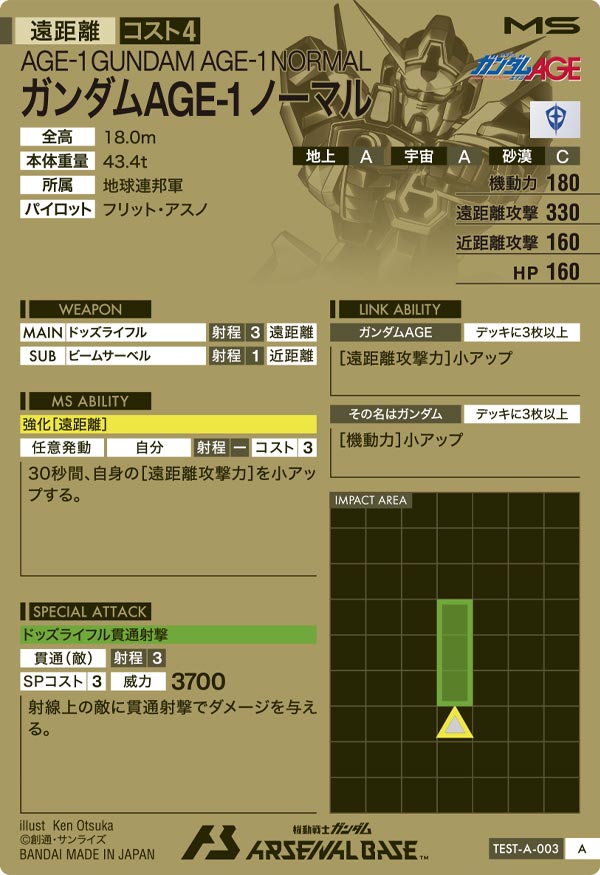 遠距離 コスト4
MS
AGE-1 GUNDAM AGE-1 NORMAL
ガンダムAGE-1 ノーマル
ガンダムAGE
全高 18.0m
本体重量 43.4t
所属 地球連邦軍
パイロット フリット・アスノ
地上 A 宇宙 A 砂漠 C
機動力 180
遠距離攻撃 330
近距離攻撃 160
HP 160
WEAPON
MAIN ドッズライフル 射程 3 遠距離
SUB ビームサーベル 射程 1 近距離
MS ABILITY
強化[遠距離]
任意発動 自分 射程 ー コスト 3
30秒間、自身の[遠距離攻撃力]を小アッ
プする。
SPECIAL ATTACK
ドッズライフル貫通射撃
貫通(敵) 射程 3
SPコスト 3 威力 3700
射線上の敵に貫通射撃でダメージを与え
る。
LINK ABILITY
ガンダムAGE デッキに3枚以上
[遠距離攻撃力]小アップ
その名はガンダム デッキに3枚以上
[機動力]小アップ
IMPACT AREA
illust Ken Otsuka
©創通・サンライズ
BANDAI MADE IN JAPAN
機動戦士ガンダム
ARSENAL BASE™
TEST-A-003 A